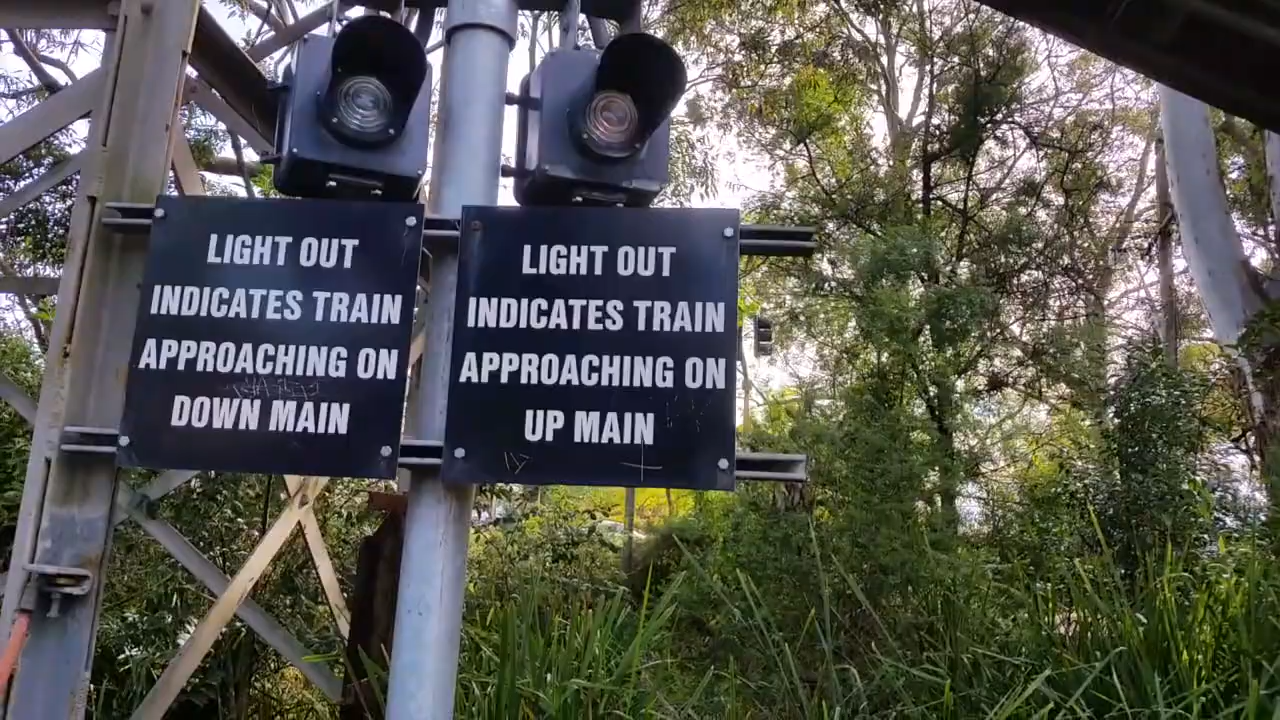 LIGHT OUT
INDICATES TRAIN
APPROACHING ON
DOWN MAIN
LIGHT OUT
INDICATES TRAIN
APPROACHING ON
UP MAIN